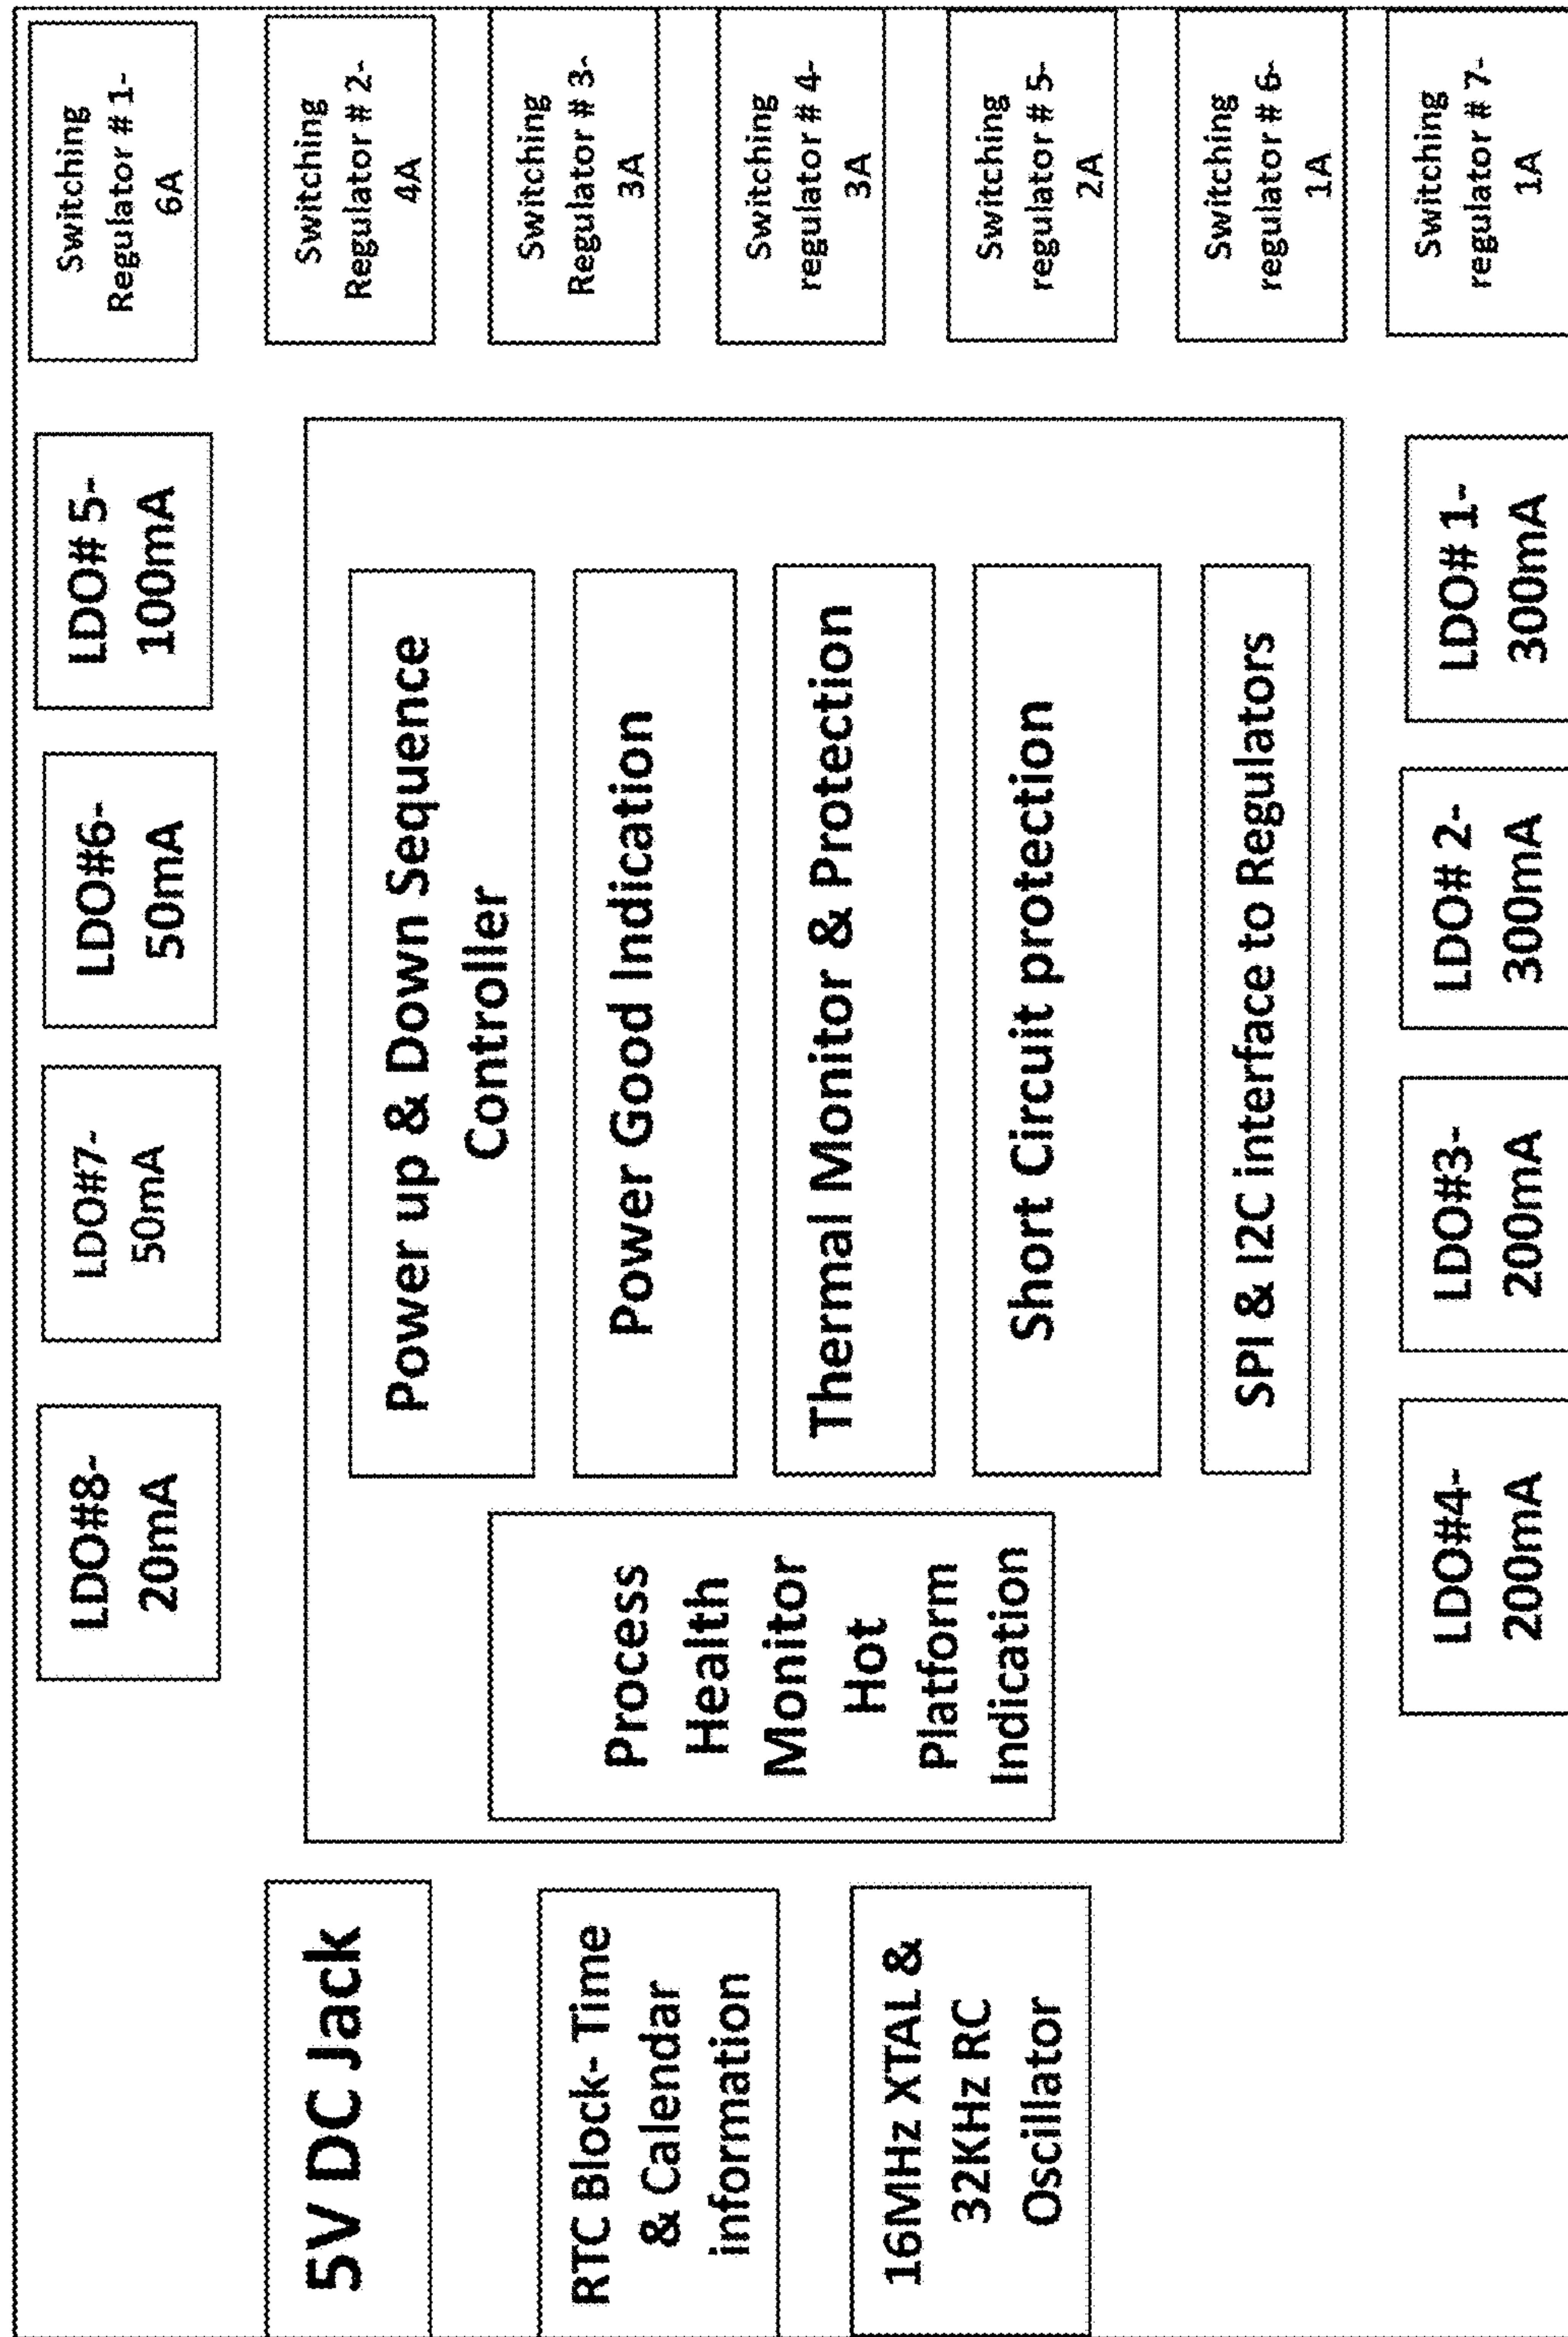 LDO#8-
20mA
LDO#7-
50mA
LDO#6-
50mA
LDO# 5-
100mA
Switching
Regulator # 1-
6A
5V DC Jack
RTC Block- Time
& Calendar
information
16MHz XTAL &
32KHz RC
Oscillator
Process
Health
Monitor
Hot
Platform
Indication
Power up & Down Sequence
Controller
Power Good Indication
Thermal Monitor & Protection
Short Circuit protection
SPI & I2C interface to Regulators
Switching
Regulator # 2-
4A
Switching
Regulator # 3-
3A
Switching
regulator # 4-
3A
Switching
regulator # 5-
2A
Switching
regulator # 6-
1A
Switching
regulator # 7-
1A
LDO#4-
200mA
LDO#3-
200mA
LDO# 2-
300mA
LDO# 1-
300mA